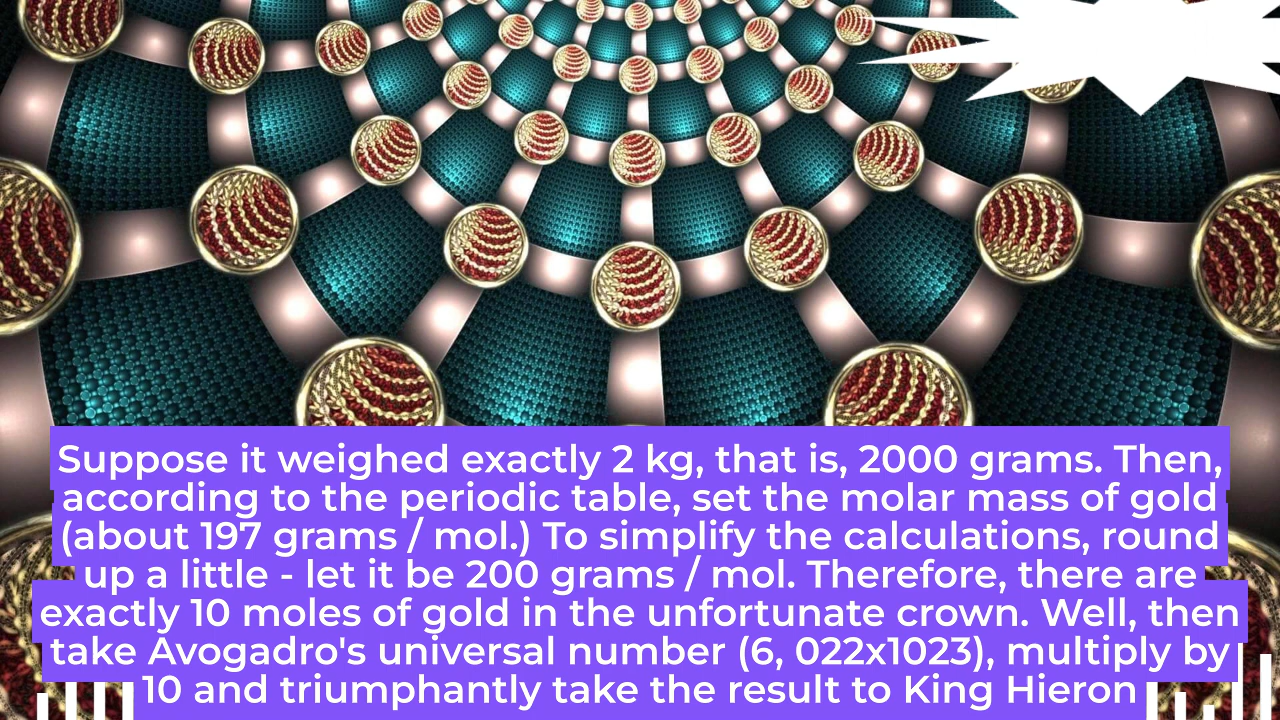 Suppose it weighed exactly 2 kg, that is, 2000 grams. Then,
according to the periodic table, set the molar mass of gold
(about 197 grams / mol.) To simplify the calculations, round
up a little - let it be 200 grams / mol. Therefore, there are
exactly 10 moles of gold in the unfortunate crown. Well, then
take Avogadro's universal number (6, 022x1023), multiply by
10 and triumphantly take the result to King Hieron